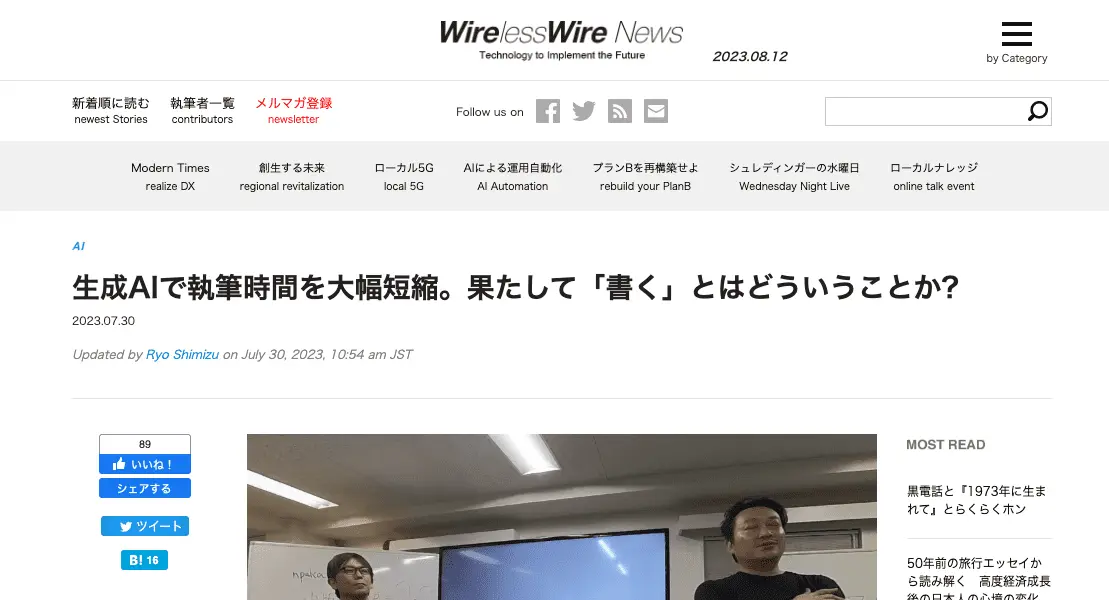 WirelessWire News
Technology to Implement the Future
2023.08.12
by Category
新着順に読む
newest Stories
執筆者一覧
contributors
メルマガ登録
newsletter
Follow us on
Modern Times
realize DX
創生する未来
regional revitalization
ローカル5G
local 5G
AIによる運用自動化
AI Automation
プランBを再構築せよ
rebuild your PlanB
シュレディンガーの水曜日
Wednesday Night Live
ローカルナレッジ
online talk event
AI
生成AIで執筆時間を大幅短縮。果たして「書く」とはどういうことか?
2023.07.30
Updated by Ryo Shimizu on July 30, 2023, 10:54 am JST
89
いいね！
シェアする
ツイート
B! 16
MOST READ
黒電話と『1973年に生ま
れて』とらくらくホン
50年前の旅行エッセイか
ら読み解く　高度経済成長
後の日本人の心境の変化